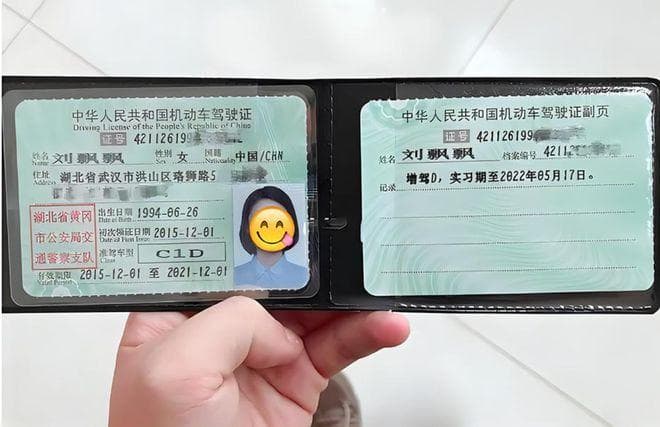 中华人民共和国机动车驾驶证
Driving License of the People's Republic of China
证号 421126199
姓名 刘飘飘 性别 女 国籍 中国/CHN
Name Sex Nationality
住址 湖北省武汉市洪山区珞狮路5
Address
湖北省黄冈
市公安局交
通警察支队
出生日期 1994-06-26
Date of Birth
初次领证日期 2015-12-01
Date of First Issue
准驾车型 C1D
Class
有效期限 2015-12-01 至 2021-12-01
Valid Period
中华人民共和国机动车驾驶证副页
证号 421126199
姓名 刘飘飘 档案编号 4211
Name
记录 增驾D，实习期至2022年05月17日。